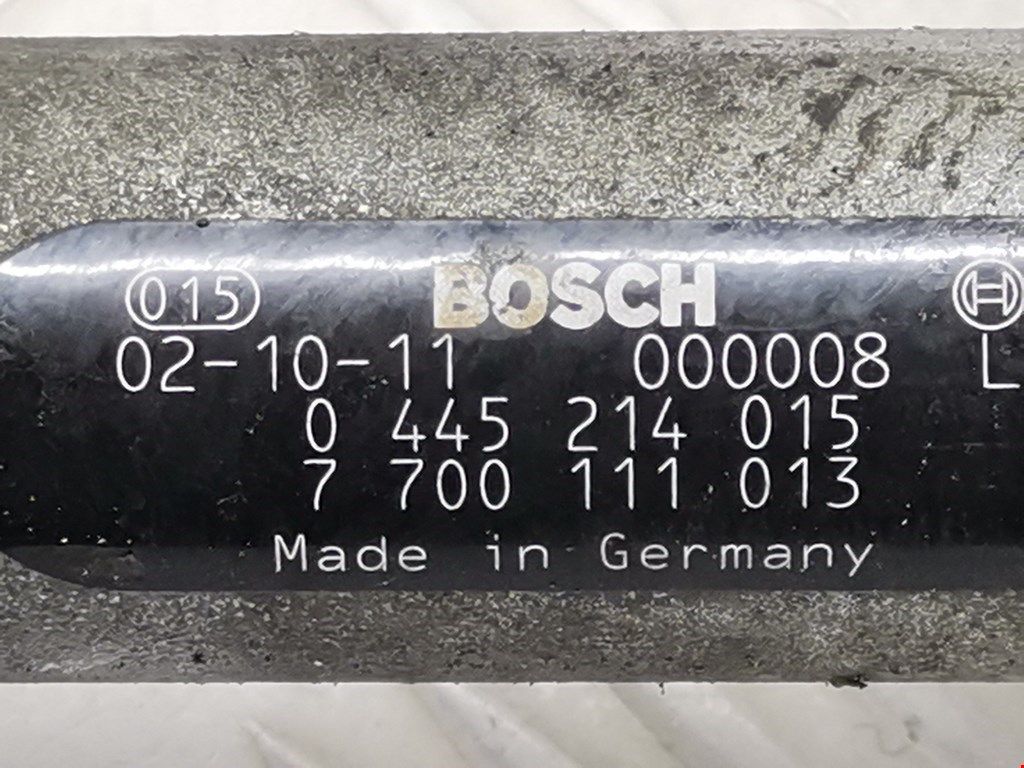 015 BOSCH
02-10-11 000008 L
0 445 214 015
7 700 111 013
Made in Germany